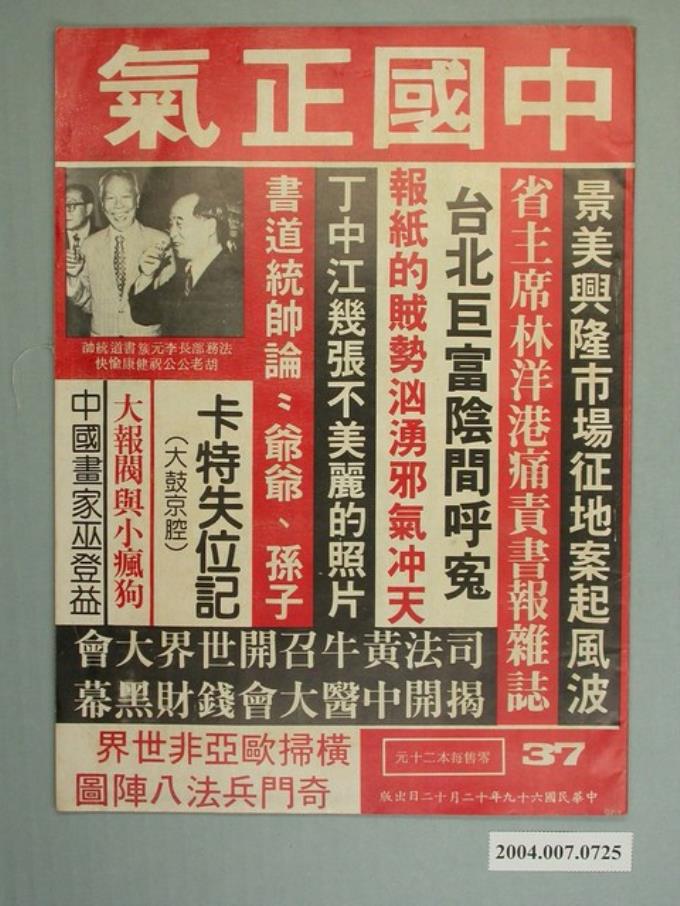 中國正氣
景美興隆市場征地案起風波
省主席林洋港痛責書報雜誌
台北巨富陰間呼寃
報紙的賊勢洶湧邪氣冲天
丁中江幾張不美麗的照片
書道統帥論：爺爺、孫子
法務部長李元簇書道統帥
胡老公公祝健康愉快
卡特失位記
（大鼓京腔）
大報閥與小瘋狗
中國畫家巫登益
司法黃牛召開世界大會
揭開中醫大會錢財黑幕
橫掃歐亞非世界
奇門兵法八陣圖
37
零售每本二十元
中華民國六十九年十二月十二日出版
2004.007.0725